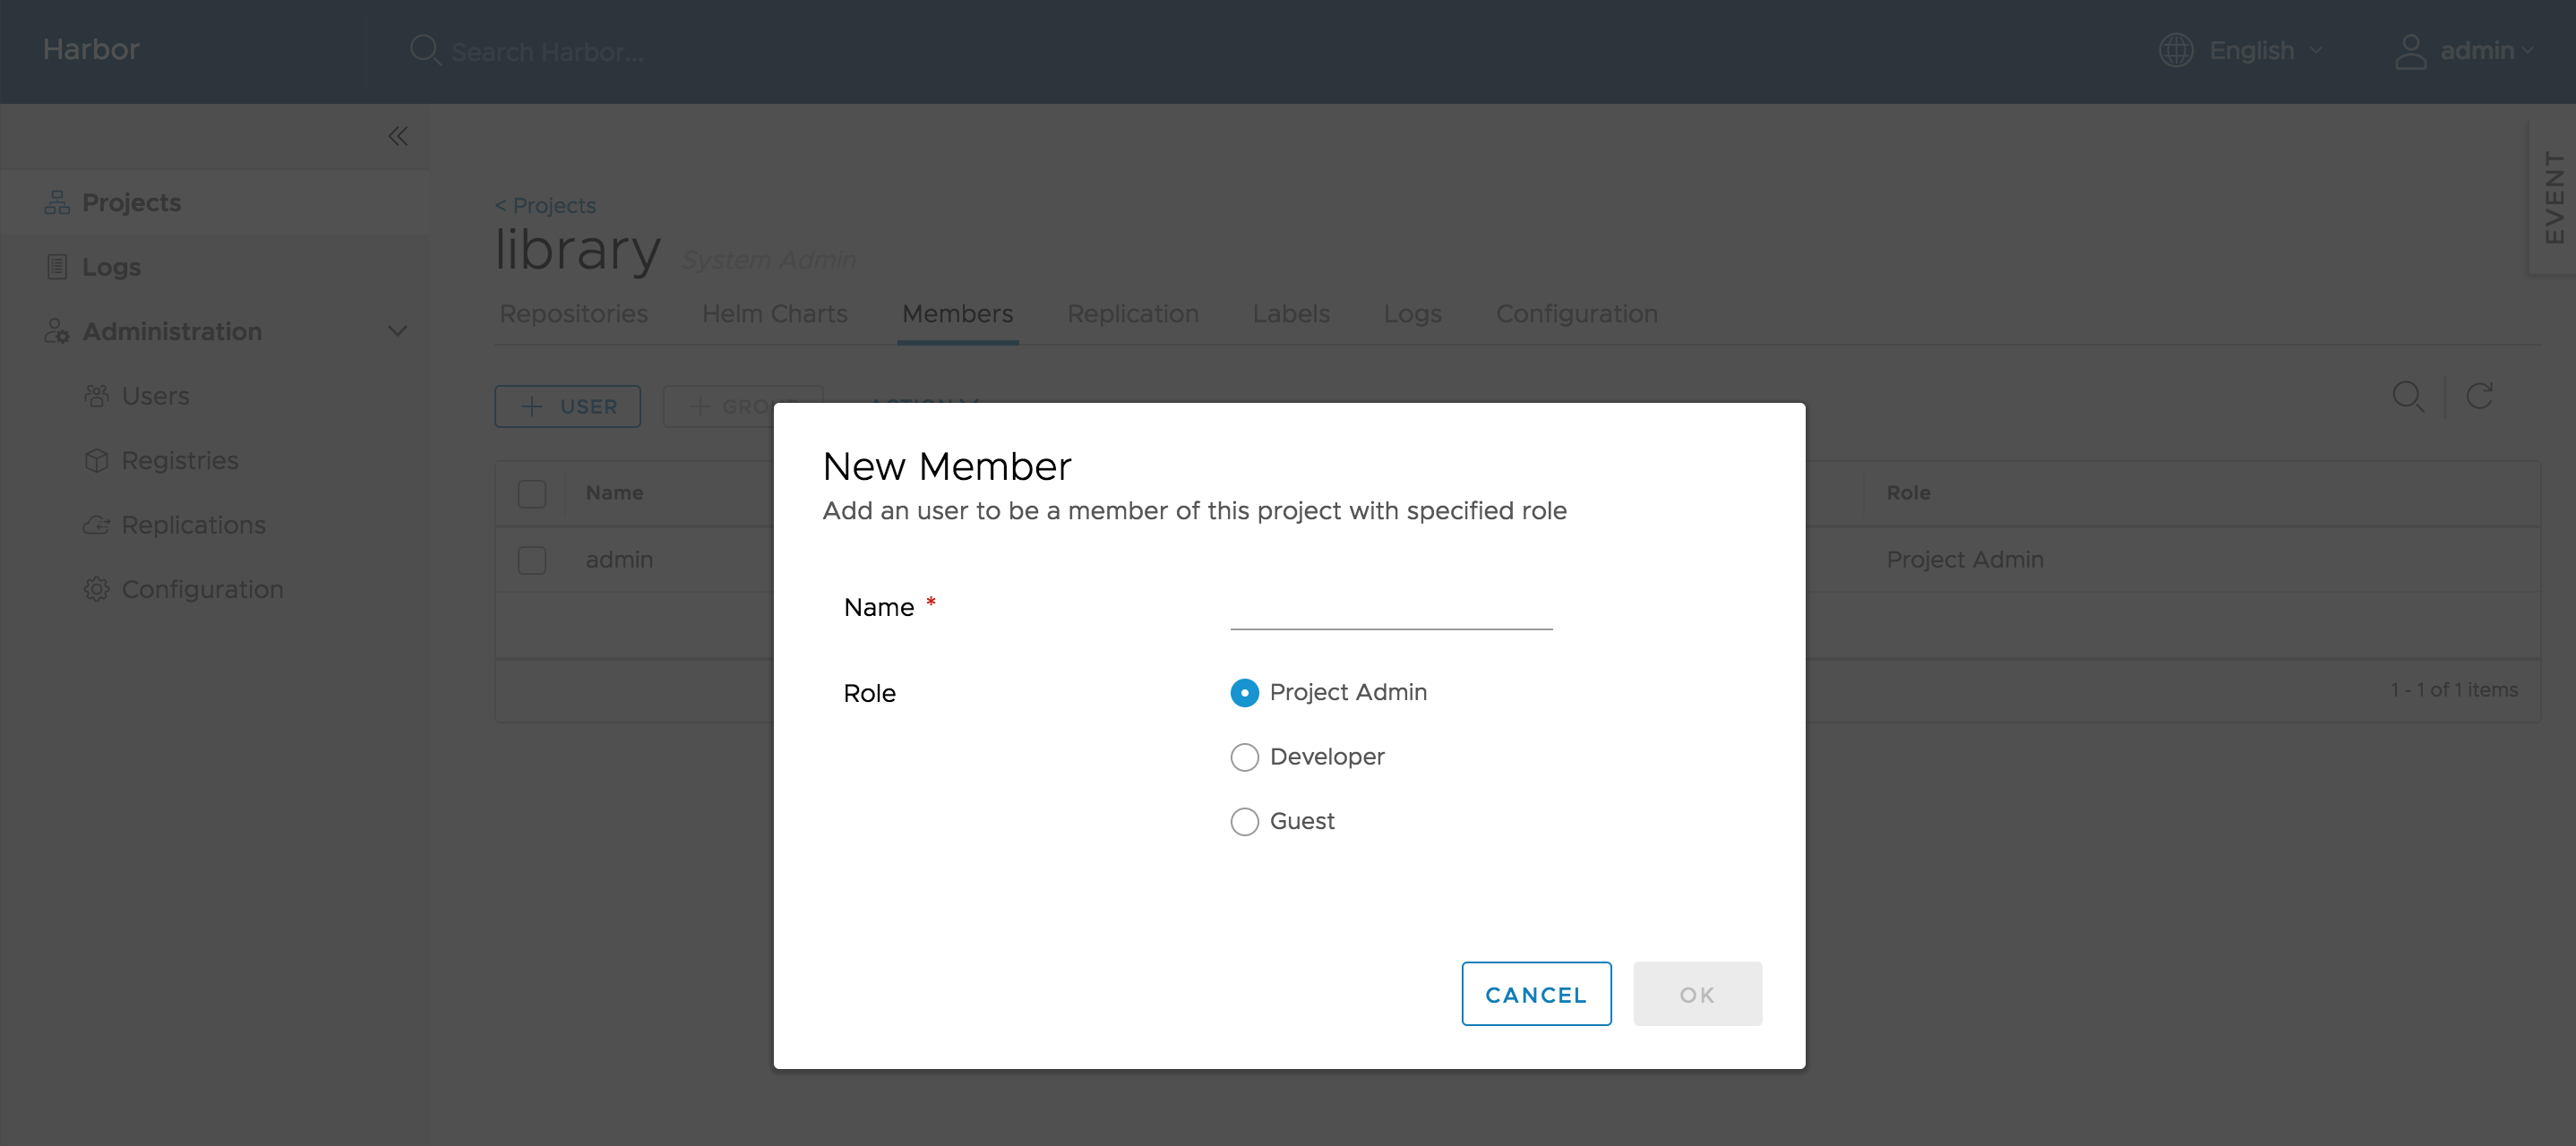 Harbor
Search Harbor...
English
admin
EVENT
Projects
Logs
Administration
Users
Registries
Replications
Configuration
< Projects
library System Admin
Repositories Helm Charts Members Replication Labels Logs Configuration
+ USER
Name Role
admin Project Admin
1 - 1 of 1 items
New Member
Add an user to be a member of this project with specified role
Name *
Role
Project Admin
Developer
Guest
CANCEL OK